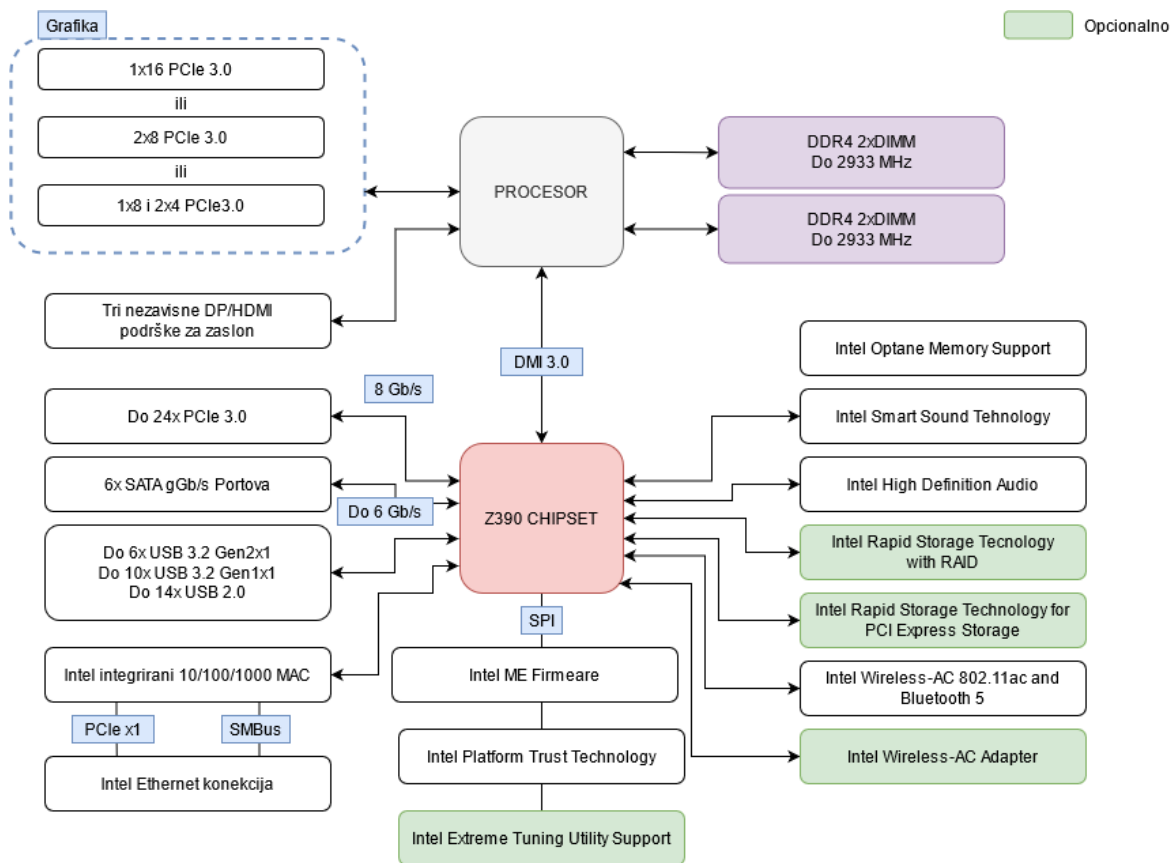 Grafika
Opcionalno
1x16 PCIe 3.0
ili
2x8 PCIe 3.0
ili
1x8 i 2x4 PCIe3.0
PROCESOR
DDR4 2xDIMM
Do 2933 MHz
DDR4 2xDIMM
Do 2933 MHz
Tri nezavisne DP/HDMI
podrške za zaslon
DMI 3.0
Intel Optane Memory Support
8 Gb/s
Do 24x PCIe 3.0
Intel Smart Sound Tehnology
6x SATA gGb/s Portova
Do 6 Gb/s
Z390 CHIPSET
Intel High Definition Audio
Do 6x USB 3.2 Gen2x1
Do 10x USB 3.2 Gen1x1
Do 14x USB 2.0
Intel Rapid Storage Tecnology
with RAID
SPI
Intel Rapid Storage Technology for
PCI Express Storage
Intel integrirani 10/100/1000 MAC
Intel ME Firmeare
Intel Wireless-AC 802.11ac and
Bluetooth 5
PCIe x1
SMBus
Intel Platform Trust Technology
Intel Wireless-AC Adapter
Intel Ethernet konekcija
Intel Extreme Tuning Utility Support